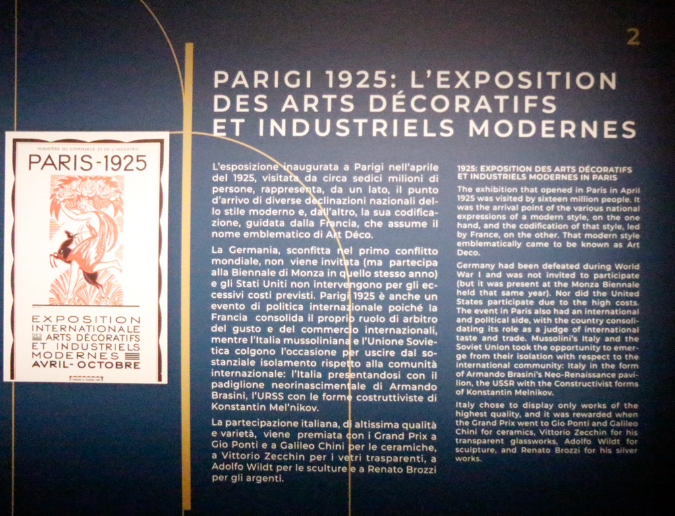 2
PARIGI 1925: L'EXPOSITION
DES ARTS DÉCORATIFS
ET INDUSTRIELS MODERNES
MINISTÈRE DU COMMERCE ET DE L'INDUSTRIE
PARIS-1925
EXPOSITION
INTERNATIONALE
DES ARTS DÉCORATIFS
ET INDUSTRIELS
MODERNES
AVRIL-OCTOBRE
L'esposizione inaugurata a Parigi nell'aprile
del 1925, visitata da circa sedici milioni di
persone, rappresenta, da un lato, il punto
d'arrivo di diverse declinazioni nazionali del-
lo stile moderno e, dall'altro, la sua codifica-
zione, guidata dalla Francia, che assume il
nome emblematico di Art Déco.
La Germania, sconfitta nel primo conflitto
mondiale, non viene invitata (ma partecipa
alla Biennale di Monza in quello stesso anno)
e gli Stati Uniti non intervengono per gli ec-
cessivi costi previsti. Parigi 1925 è anche un
evento di politica internazionale poiché la
Francia consolida il proprio ruolo di arbitro
del gusto e del commercio internazionali,
mentre l'Italia mussoliniana e l'Unione Sovie-
tica colgono l'occasione per uscire dal so-
stanziale isolamento rispetto alla comunità
internazionale: l'Italia presentandosi con il
padiglione neorinascimentale di Armando
Brasini, l'URSS con le forme costruttiviste di
Konstantin Mel'nikov.
La partecipazione italiana, di altissima qualità
e varietà, viene premiata con i Grand Prix a
Gio Ponti e a Galileo Chini per le ceramiche,
a Vittorio Zecchin per i vetri trasparenti, a
Adolfo Wildt per le sculture e a Renato Brozzi
per gli argenti.
1925: EXPOSITION DES ARTS DÉCORATIFS
ET INDUSTRIELS MODERNES IN PARIS
The exhibition that opened in Paris in April
1925 was visited by sixteen million people. It
was the arrival point of the various national
expressions of a modern style, on the one
hand, and the codification of that style, led
by France, on the other. That modern style
emblematically came to be known as Art
Deco.
Germany had been defeated during World
War I and was not invited to participate
(but it was present at the Monza Biennale
held that same year). Nor did the United
States participate due to the high costs.
The event in Paris also had an international
and political side, with the country consoli-
dating its role as a judge of international
taste and trade. Mussolini's Italy and the
Soviet Union took the opportunity to emer-
ge from their isolation with respect to the
international community: Italy in the form
of Armando Brasini's Neo-Renaissance pavi-
lion, the USSR with the Constructivist forms
of Konstantin Melnikov.
Italy chose to display only works of the
highest quality, and it was rewarded when
the Grand Prix went to Gio Ponti and Galileo
Chini for ceramics, Vittorio Zecchin for his
transparent glassworks, Adolfo Wildt for
sculpture, and Renato Brozzi for his silver
works.